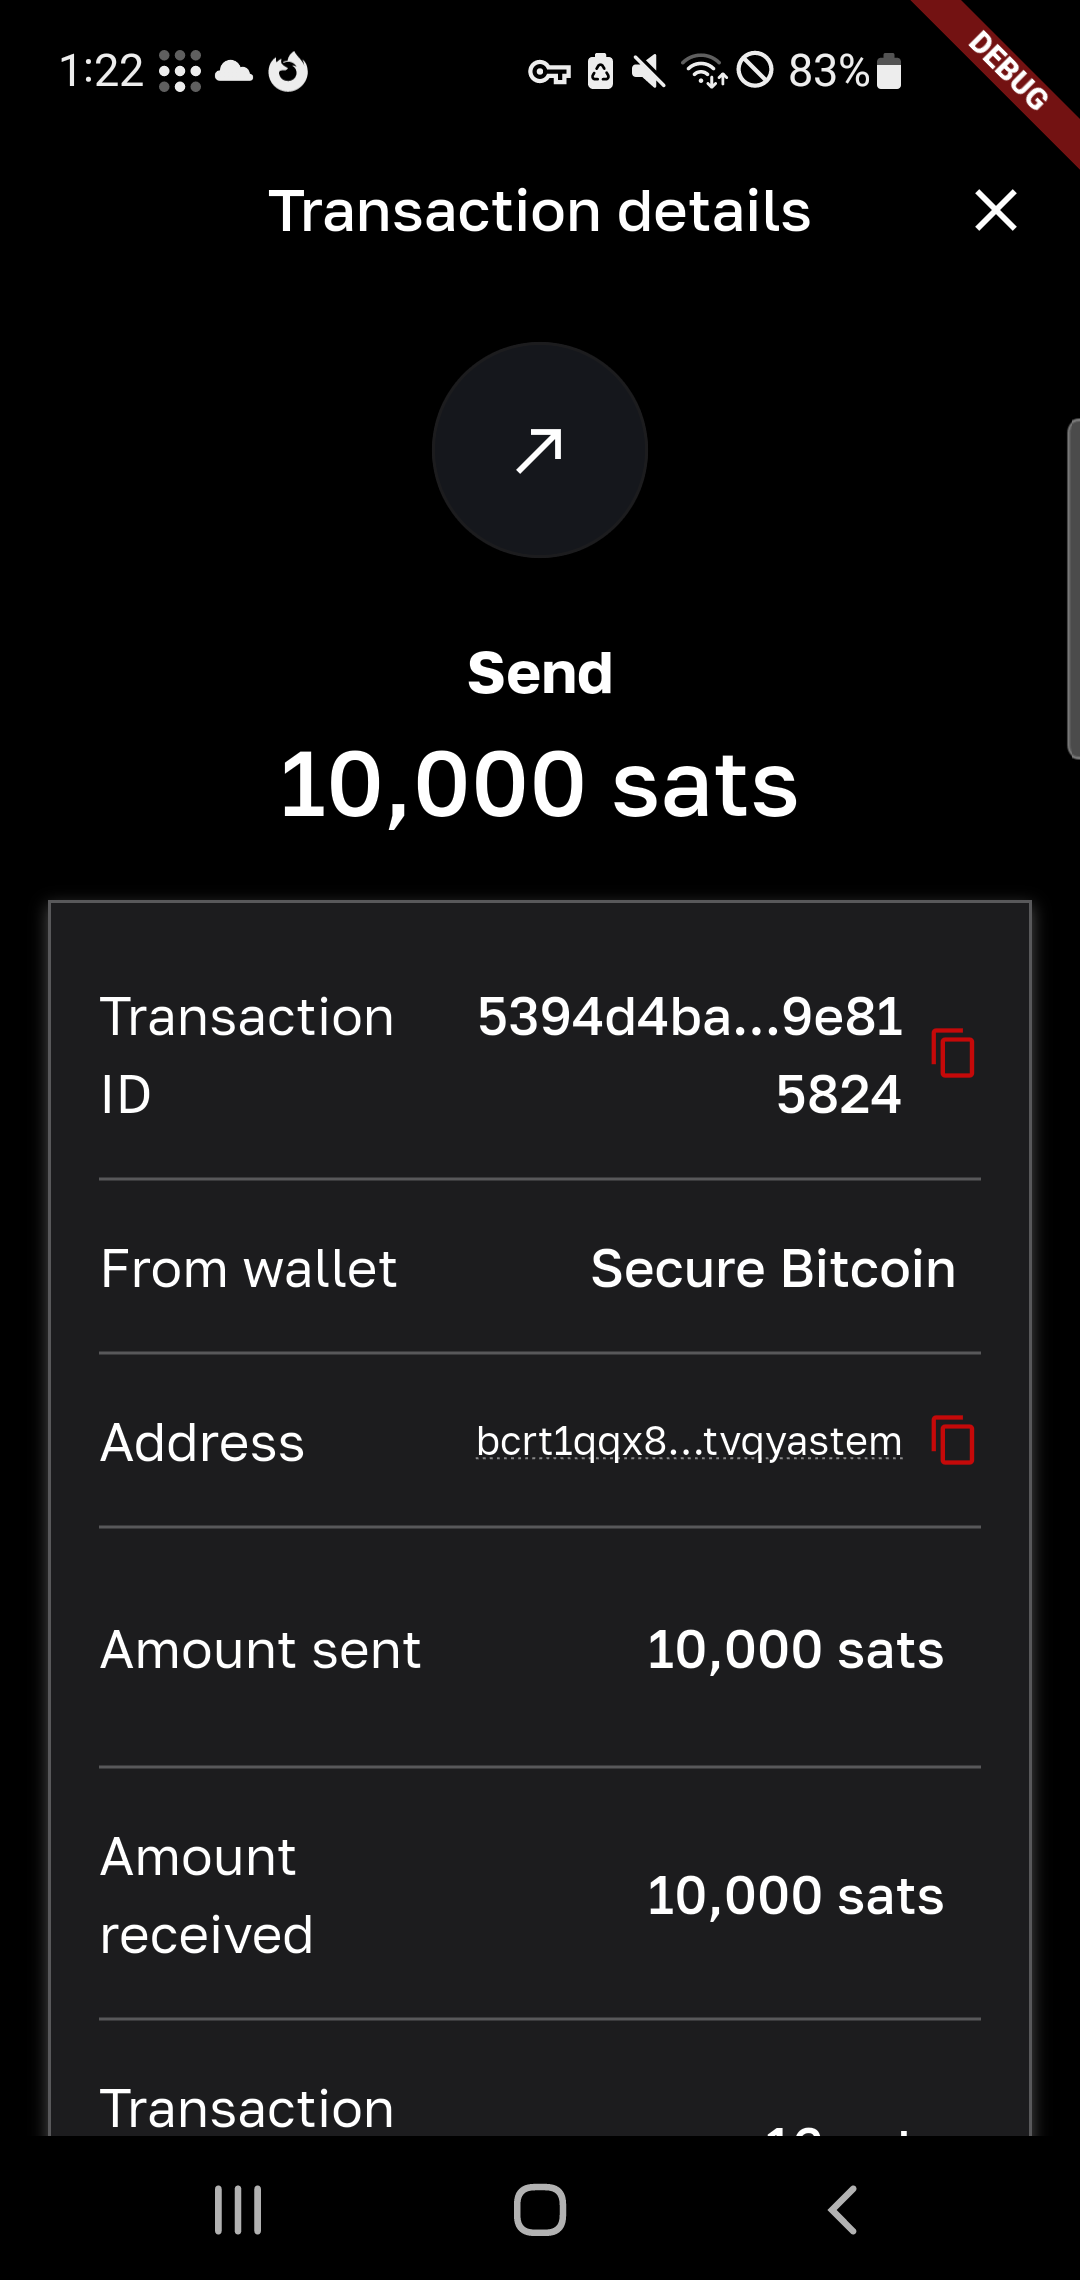 1:22
83%
DEBUG
Transaction details
Send
10,000 sats
Transaction ID
5394d4ba...9e81
5824
From wallet
Secure Bitcoin
Address
bcrt1qqx8...tvqyastem
Amount sent
10,000 sats
Amount received
10,000 sats
Transaction